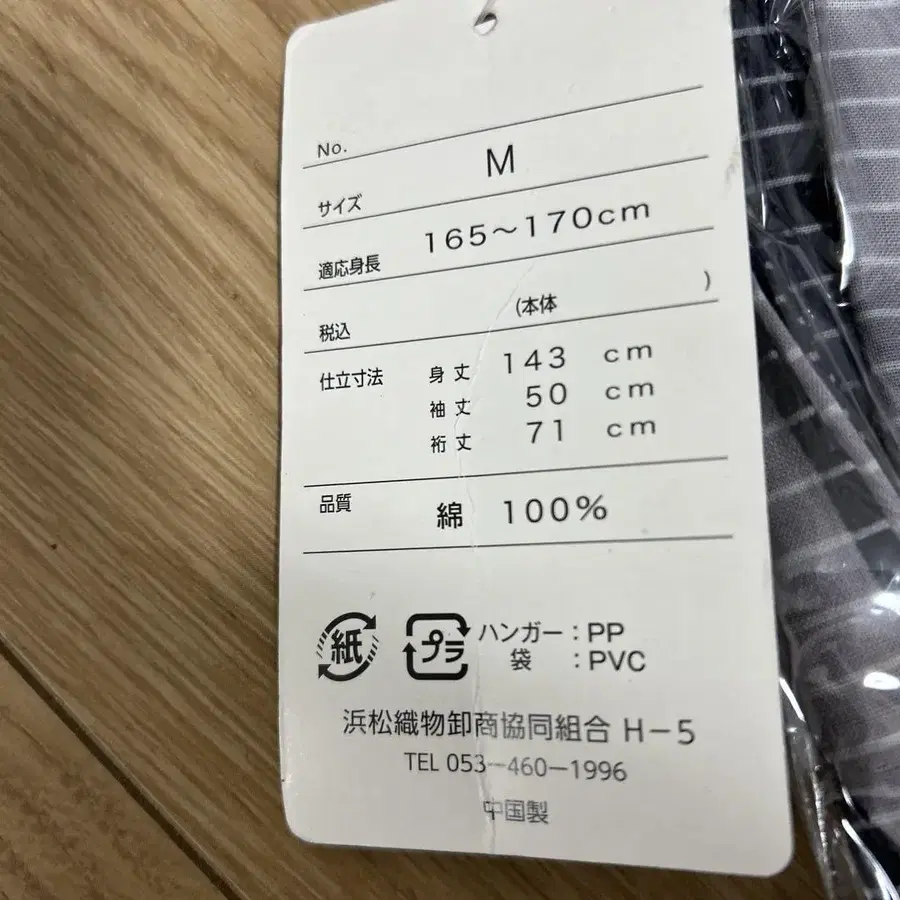 No.
サイズ M
適応身長 165～170cm
税込 (本体 )
仕立寸法 身丈 143 cm
袖丈 50 cm
裄丈 71 cm
品質 綿 100%
紙 プラ ハンガー：PP
袋 ：PVC
浜松織物卸商協同組合 H－5
TEL 053－460－1996
中国製